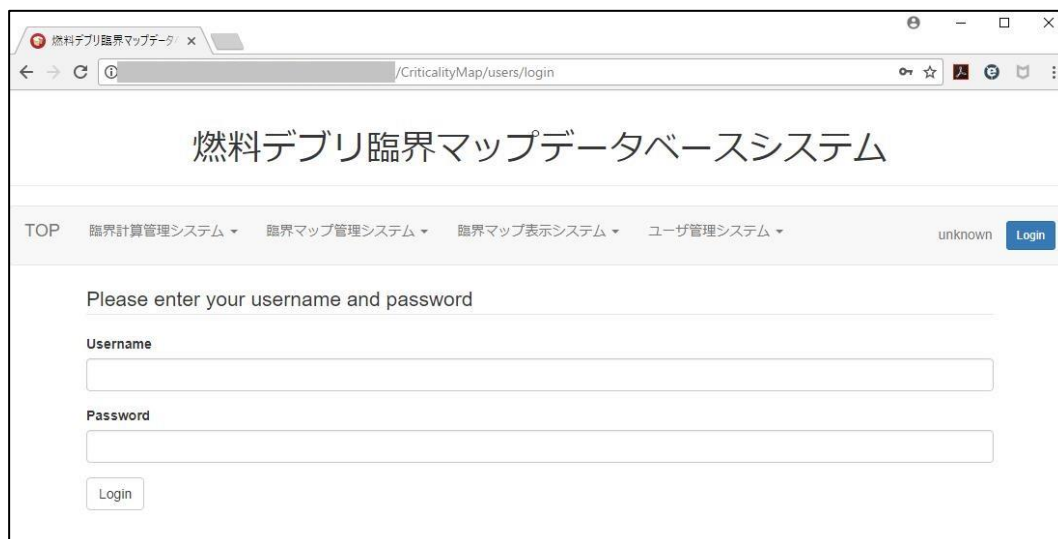 燃料デブリ臨界マップデータ
/CriticalityMap/users/login
燃料デブリ臨界マップデータベースシステム
TOP 臨界計算管理システム 臨界マップ管理システム 臨界マップ表示システム ユーザ管理システム unknown Login
Please enter your username and password
Username
Password
Login